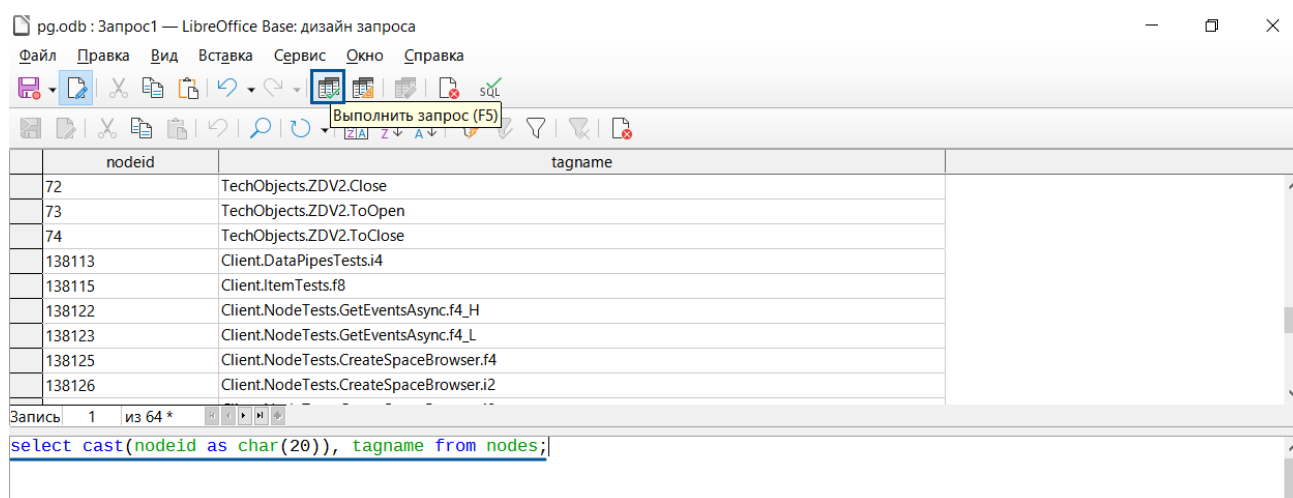 pg.odb : Запрос1 — LibreOffice Base: дизайн запроса
Файл Правка Вид Вставка Сервис Окно Справка
SQL
Выполнить запрос (F5)
nodeid tagname
72 TechObjects.ZDV2.Close
73 TechObjects.ZDV2.ToOpen
74 TechObjects.ZDV2.ToClose
138113 Client.DataPipesTests.i4
138115 Client.ItemTests.f8
138122 Client.NodeTests.GetEventsAsync.f4_H
138123 Client.NodeTests.GetEventsAsync.f4_L
138125 Client.NodeTests.CreateSpaceBrowser.f4
138126 Client.NodeTests.CreateSpaceBrowser.i2
Запись 1 из 64 *
select cast(nodeid as char(20)), tagname from nodes;